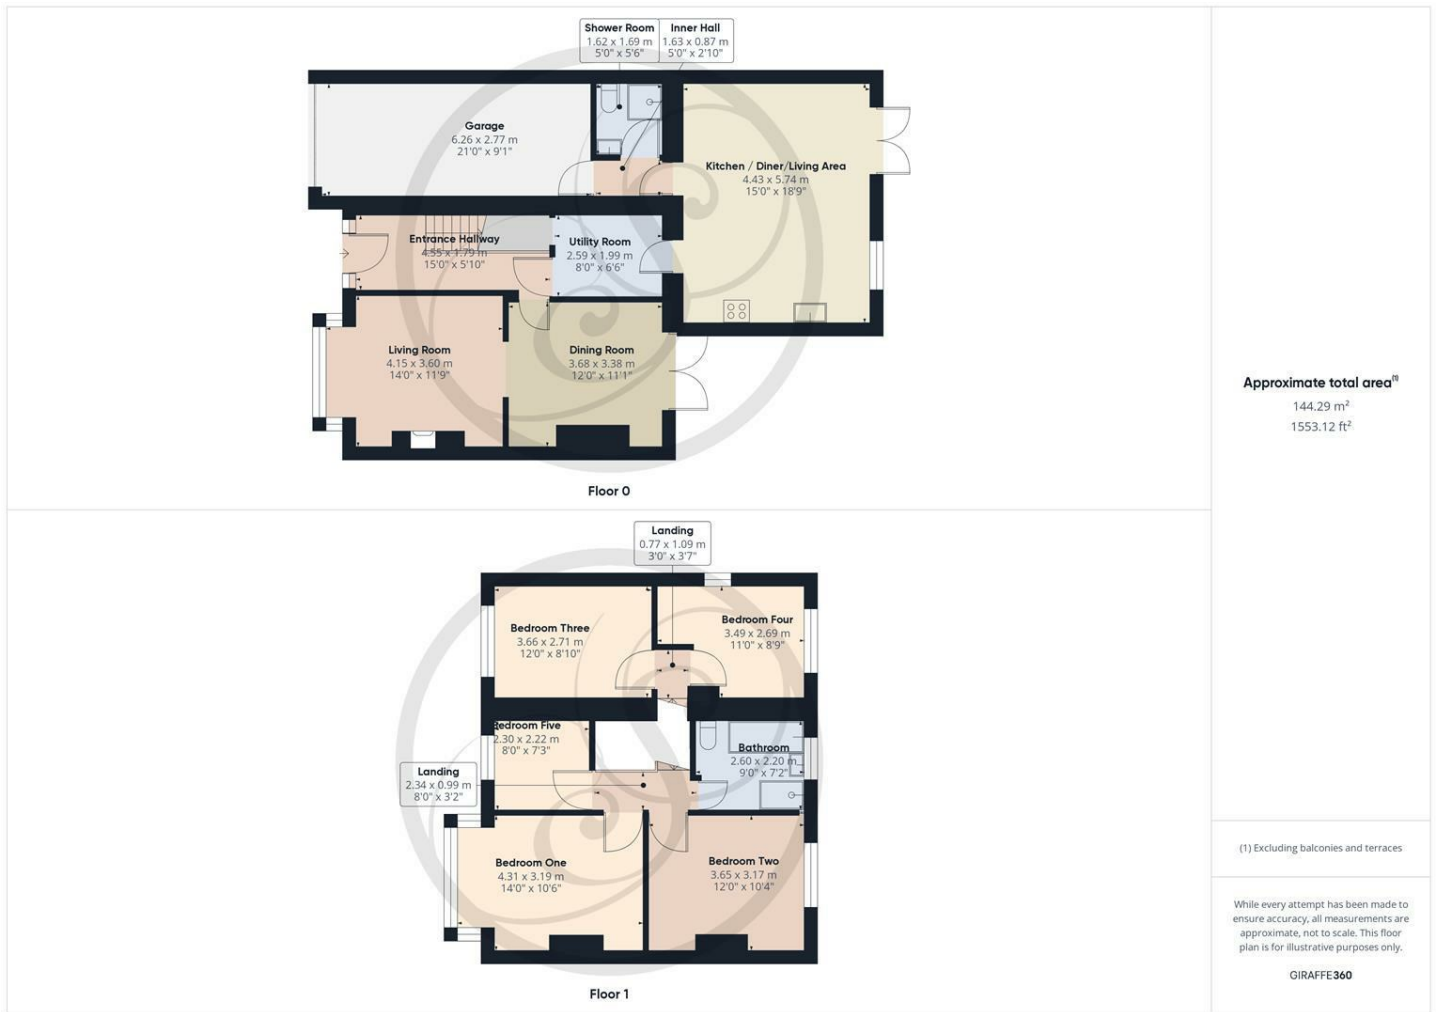 Shower Room
1.62 x 1.69 m
5'0" x 5'6"
Inner Hall
1.63 x 0.87 m
5'0" x 2'10"
Garage
6.26 x 2.77 m
21'0" x 9'1"
Kitchen / Diner/Living Area
4.43 x 5.74 m
15'0" x 18'9"
Entrance Hallway
4.55 x 1.79 m
15'0" x 5'10"
Utility Room
2.59 x 1.99 m
8'0" x 6'6"
Living Room
4.15 x 3.60 m
14'0" x 11'9"
Dining Room
3.68 x 3.38 m
12'0" x 11'1"
Floor 0
Landing
0.77 x 1.09 m
3'0" x 3'7"
Bedroom Three
3.66 x 2.71 m
12'0" x 8'10"
Bedroom Four
3.49 x 2.69 m
11'0" x 8'9"
Bedroom Five
2.30 x 2.22 m
8'0" x 7'3"
Bathroom
2.60 x 2.20 m
9'0" x 7'2"
Landing
2.34 x 0.99 m
8'0" x 3'2"
Bedroom One
4.31 x 3.19 m
14'0" x 10'6"
Bedroom Two
3.65 x 3.17 m
12'0" x 10'4"
Floor 1
Approximate total area(1)
144.29 m²
1553.12 ft²
(1) Excluding balconies and terraces
While every attempt has been made to
ensure accuracy, all measurements are
approximate, not to scale. This floor
plan is for illustrative purposes only.
GIRAFFE360